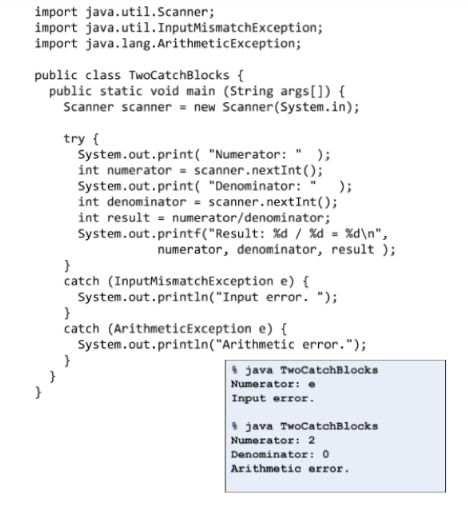 import java.util.Scanner;
import java.util.InputMismatchException;
import java.lang.ArithmeticException;

public class TwoCatchBlocks {
  public static void main (String args[]) {
    Scanner scanner = new Scanner(System.in);

    try {
      System.out.print( "Numerator: "  );
      int numerator = scanner.nextInt();
      System.out.print( "Denominator: "   );
      int denominator = scanner.nextInt();
      int result = numerator/denominator;
      System.out.printf("Result: %d / %d = %d\n",
                 numerator, denominator, result );
    }
    catch (InputMismatchException e) {
      System.out.println("Input error. ");
    }
    catch (ArithmeticException e) {
      System.out.println("Arithmetic error.");
    }
  }
}
% java TwoCatchBlocks
Numerator: e
Input error.

% java TwoCatchBlocks
Numerator: 2
Denominator: 0
Arithmetic error.